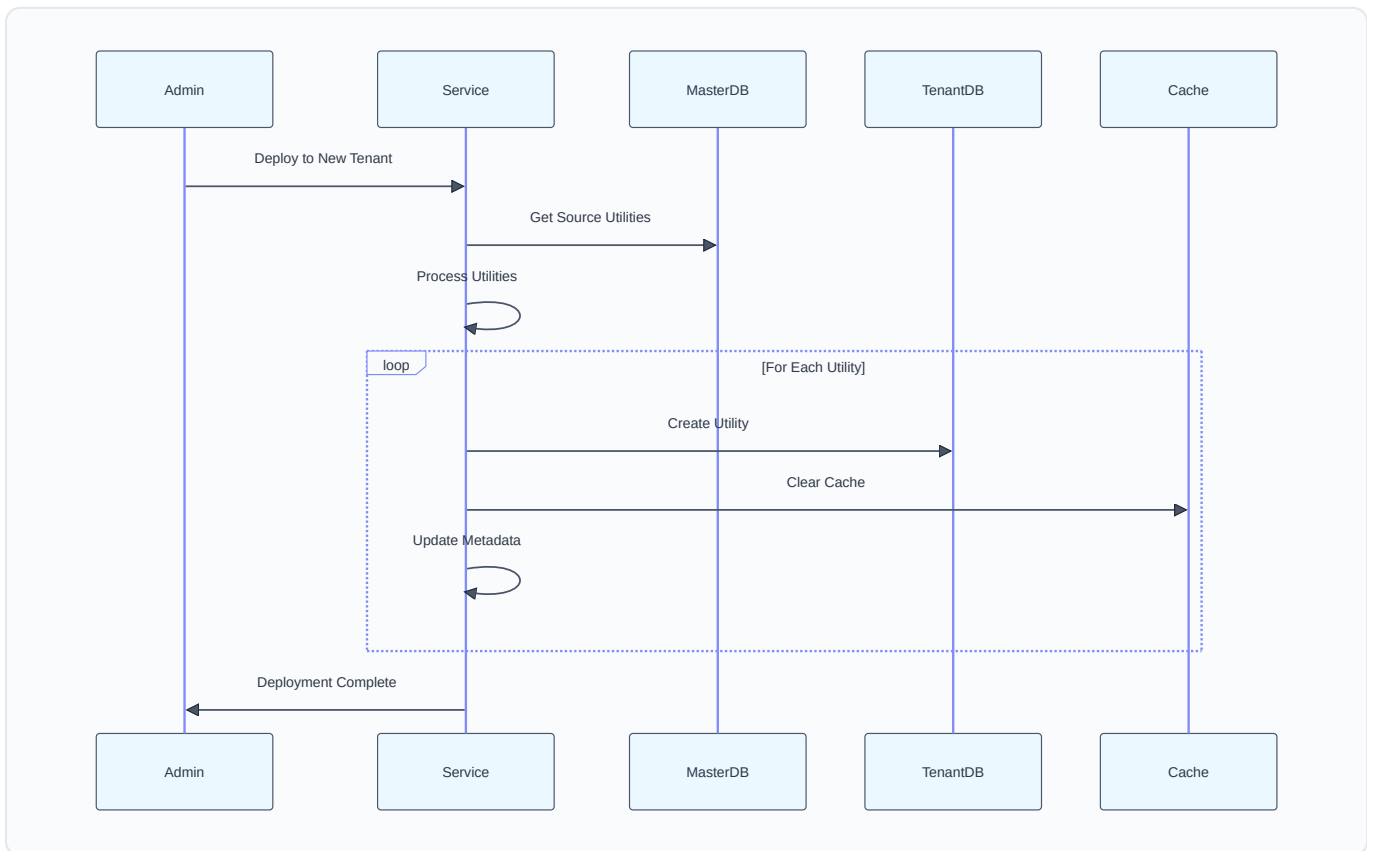 Admin
Service
MasterDB
TenantDB
Cache
Deploy to New Tenant
Get Source Utilities
Process Utilities
loop
[For Each Utility]
Create Utility
Clear Cache
Update Metadata
Deployment Complete
Admin
Service
MasterDB
TenantDB
Cache